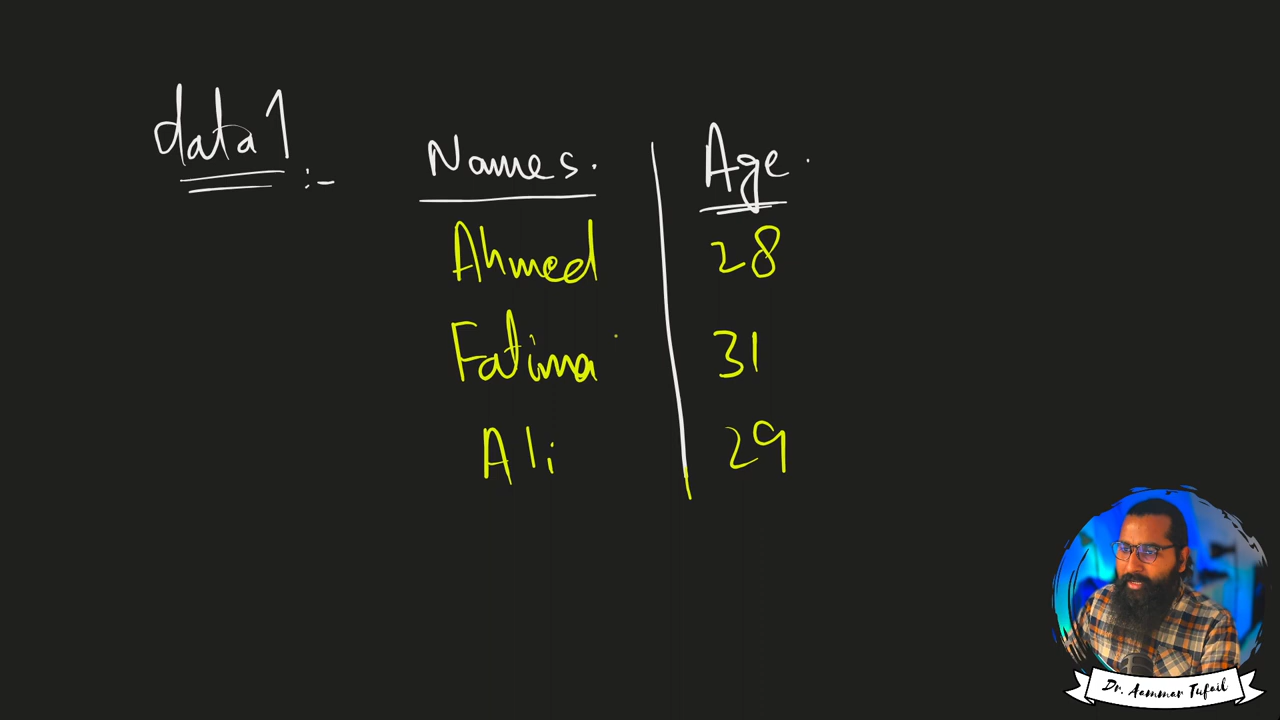 data1 :-
Names. Age.
Ahmed 28
Fatima 31
Ali 29
Dr. Aammar Tufail